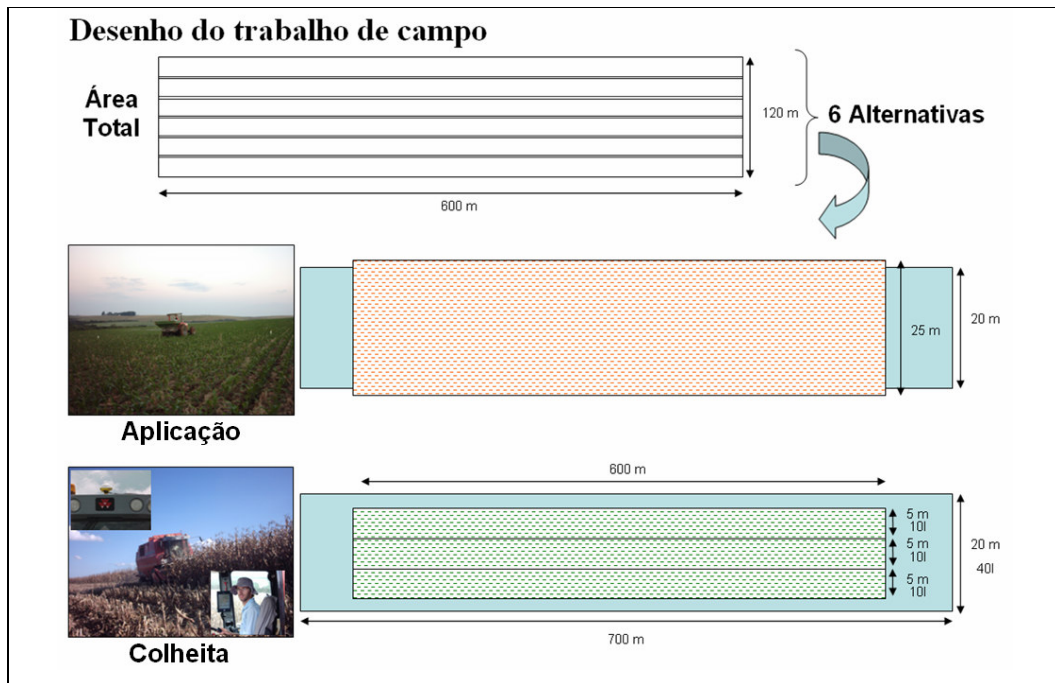 Desenho do trabalho de campo
Área
Total
120 m
6 Alternativas
600 m
25 m
20 m
Aplicação
600 m
5 m
10l
5 m
10l
5 m
10l
20 m
40l
700 m
Colheita